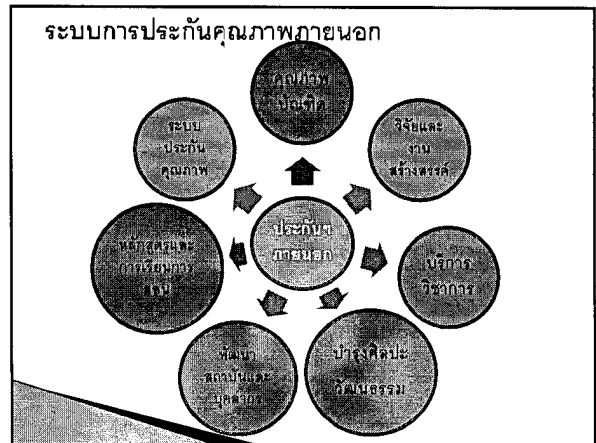 ระบบการประกันคุณภาพภายนอก
คุณภาพ
บัณฑิต
วิจัยและ
งาน
สร้างสรรค์
บริการ
วิชาการ
บำรุงศิลปะ
วัฒนธรรม
พัฒนา
สถาบันและ
บุคลากร
หลักสูตรและ
การเรียนการ
สอน
ระบบ
ประกัน
คุณภาพ
ประกันฯ
ภายนอก